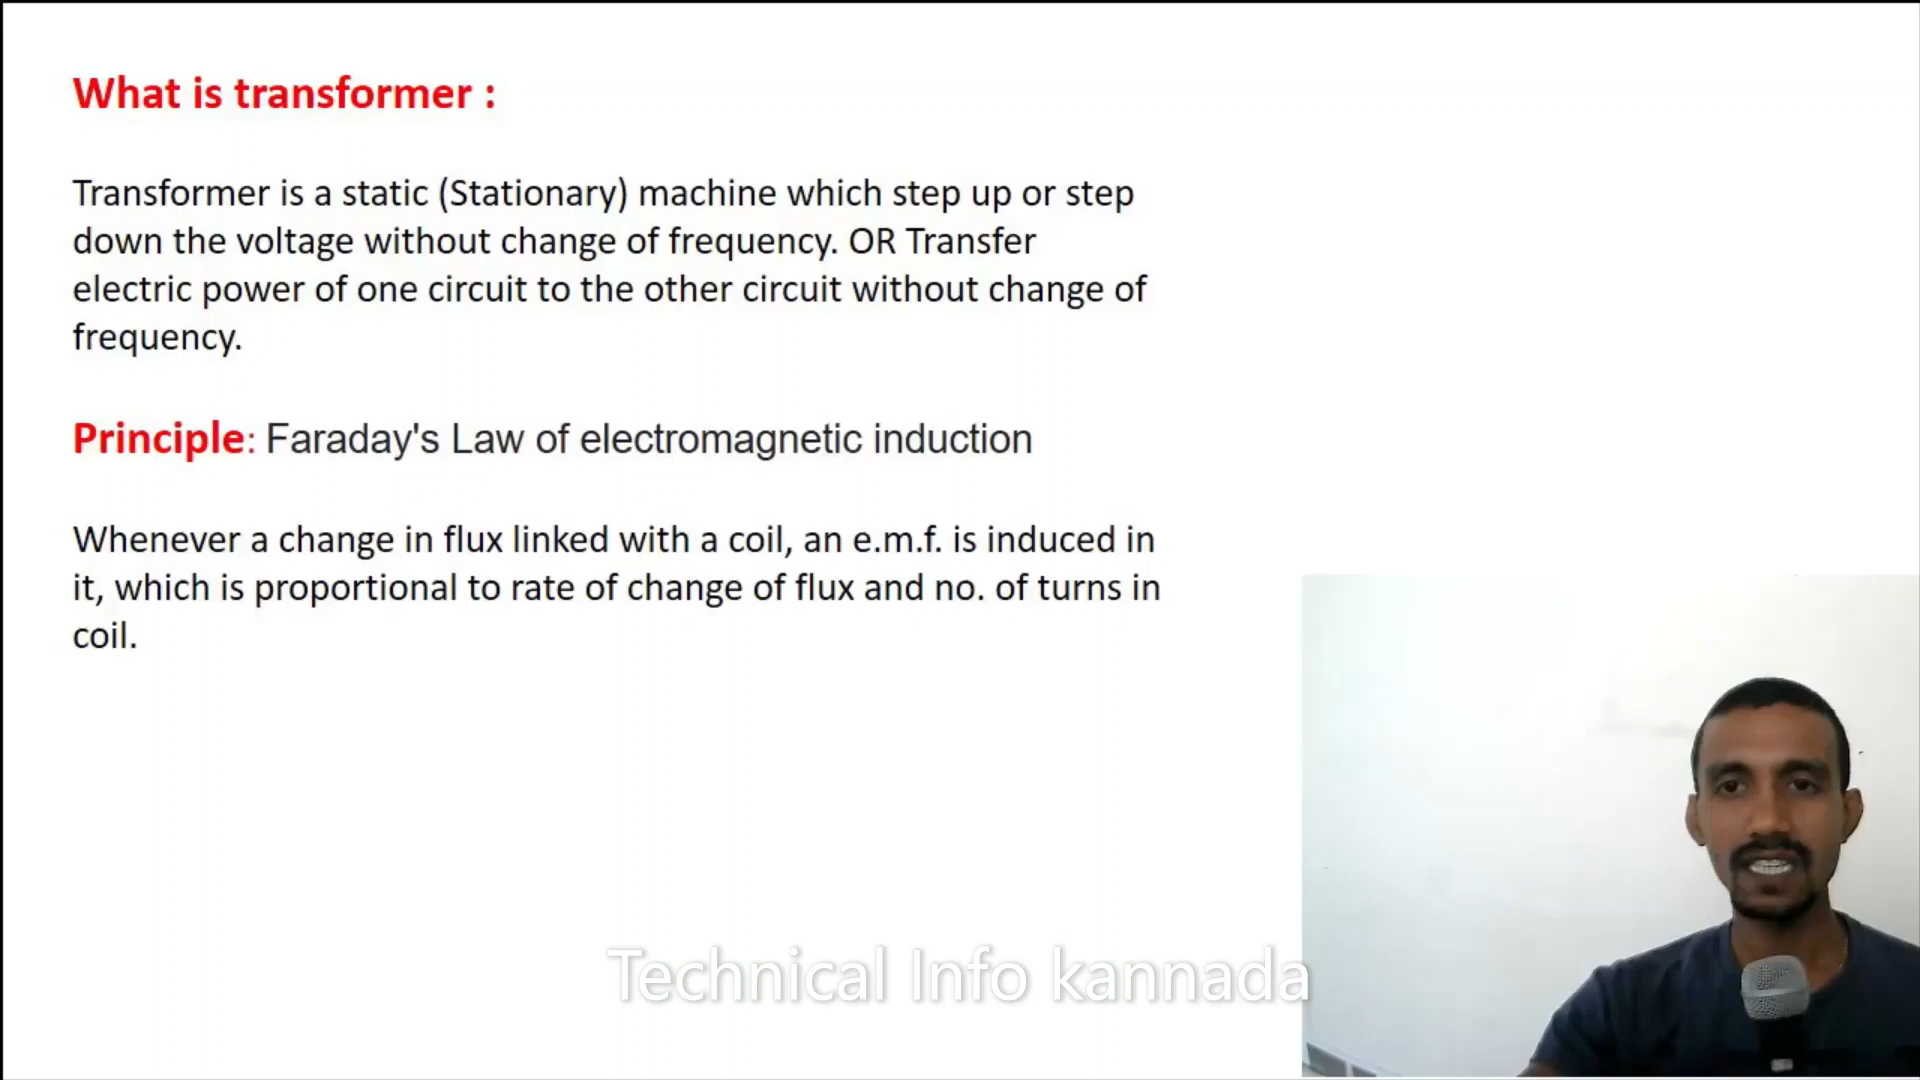 What is transformer :
Transformer is a static (Stationary) machine which step up or step
down the voltage without change of frequency. OR Transfer
electric power of one circuit to the other circuit without change of
frequency.
Principle: Faraday's Law of electromagnetic induction
Whenever a change in flux linked with a coil, an e.m.f. is induced in
it, which is proportional to rate of change of flux and no. of turns in
coil.
Technical Info kannada